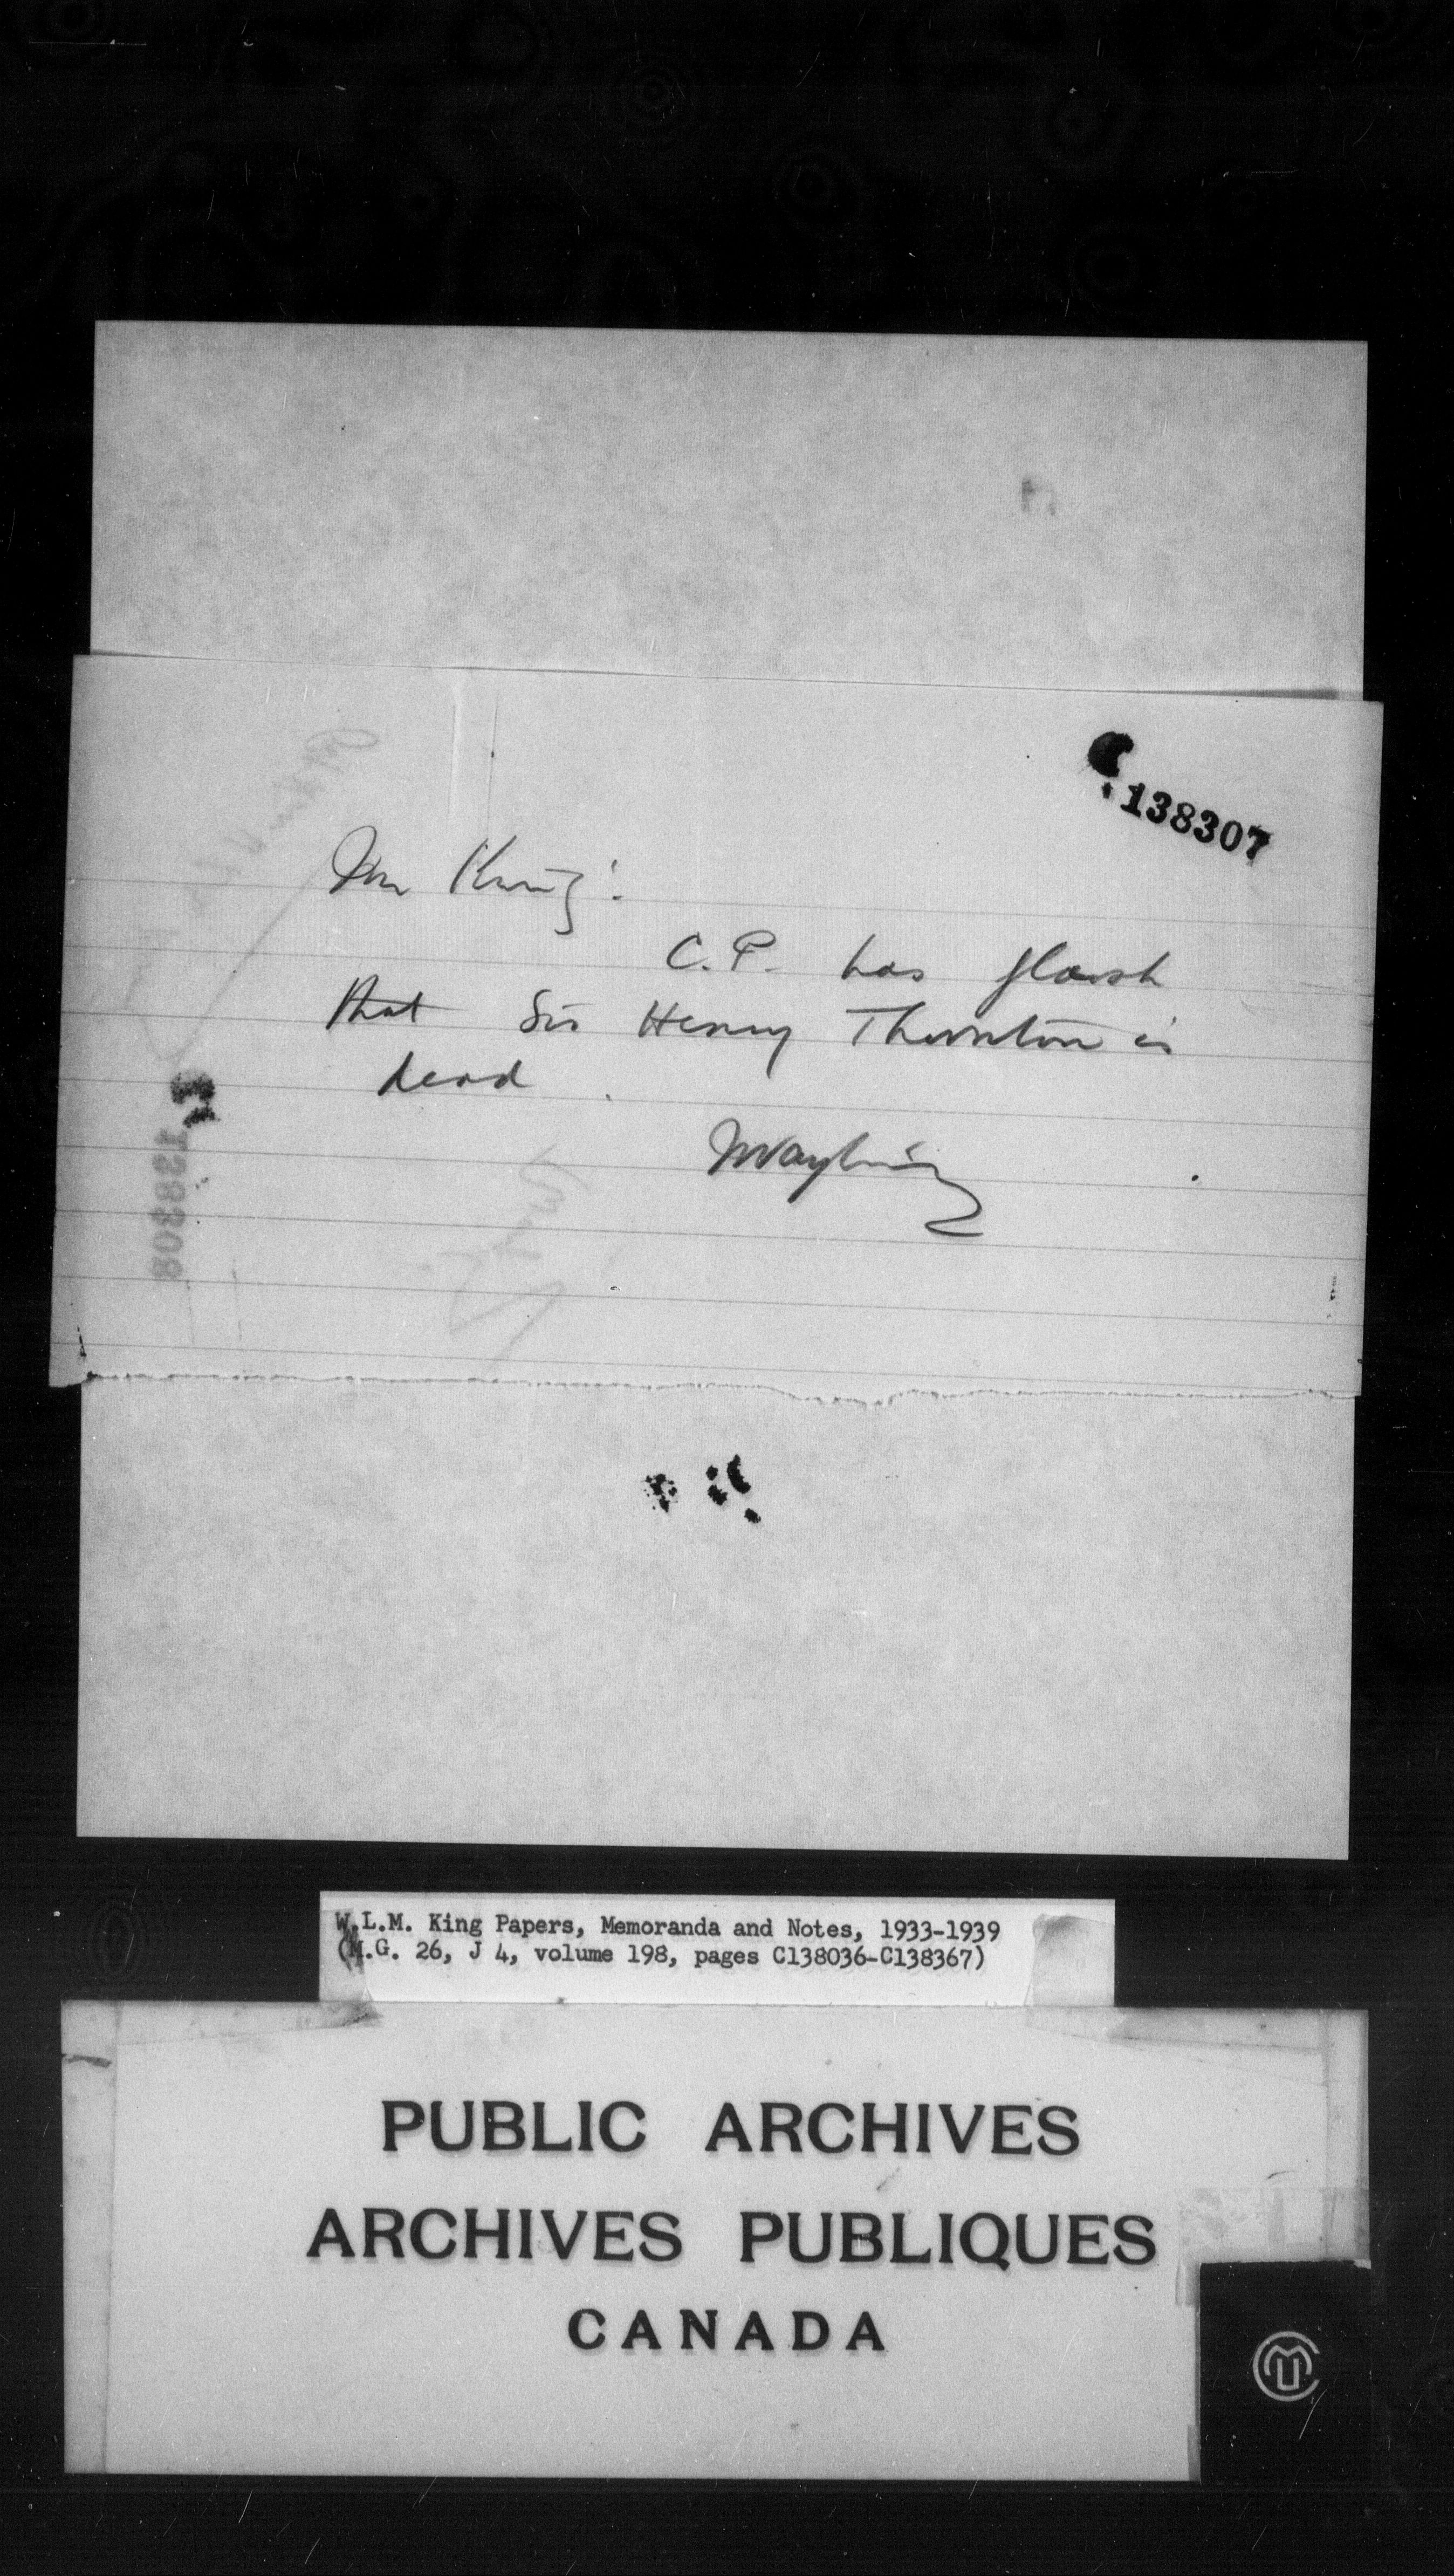 C.138307
Mr King:
C.P. has flash
that Sir Henry Thornton is
dead.
138308
W.L.M. King Papers, Memoranda and Notes, 1933-1939
(M.G. 26, J 4, volume 198, pages C138036-C138367)
PUBLIC ARCHIVES
ARCHIVES PUBLIQUES
CANADA